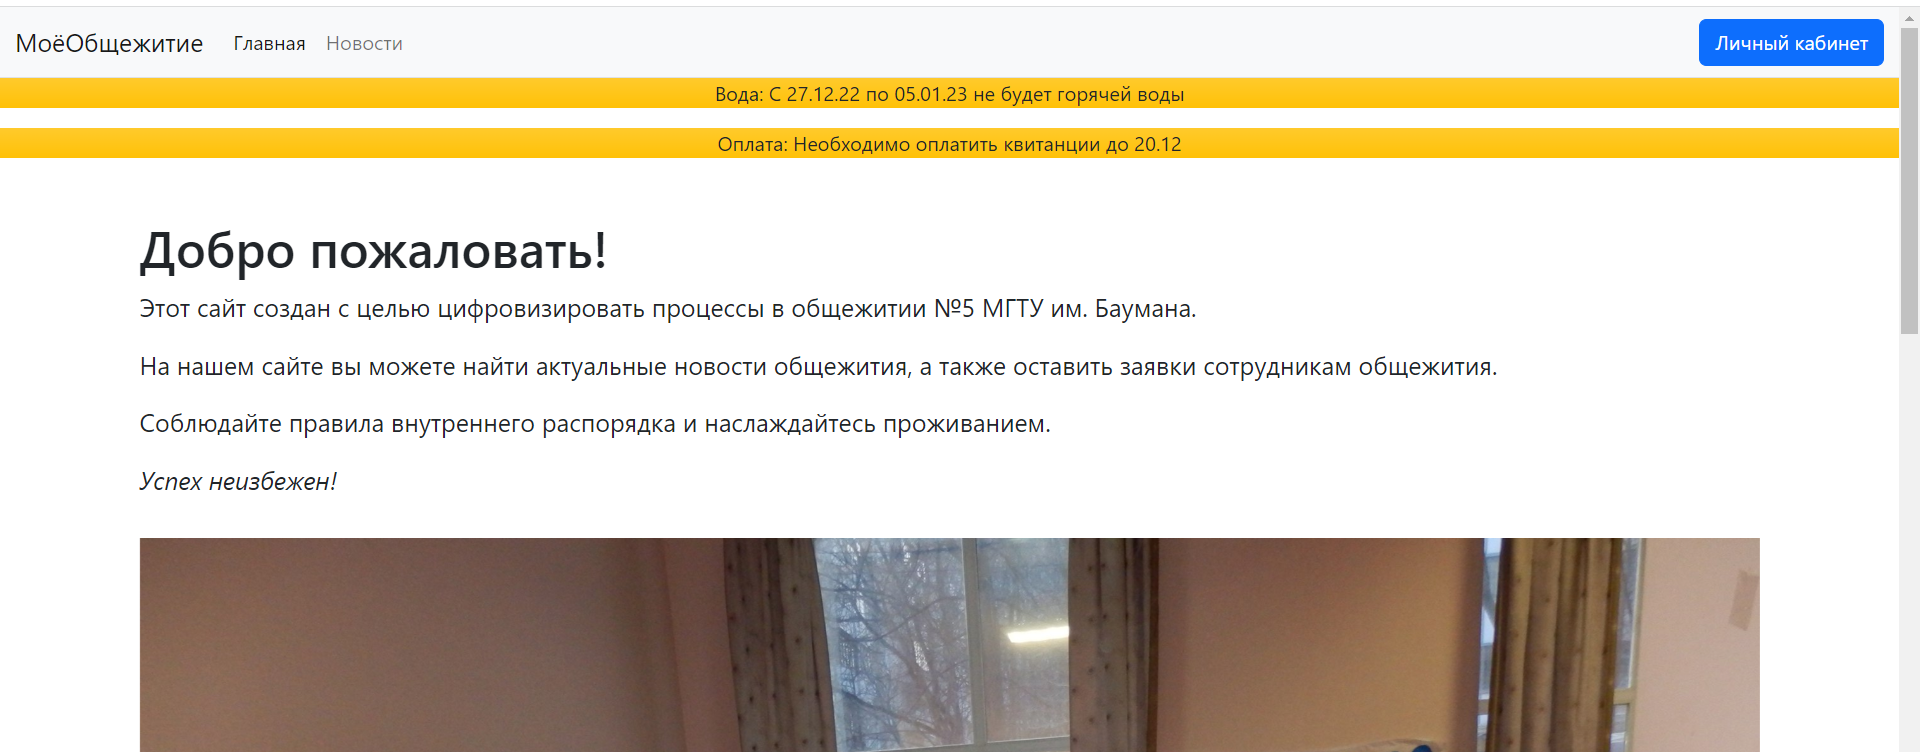 МоёОбщежитие Главная Новости Личный кабинет
Вода: С 27.12.22 по 05.01.23 не будет горячей воды
Оплата: Необходимо оплатить квитанции до 20.12
Добро пожаловать!
Этот сайт создан с целью цифровизировать процессы в общежитии №5 МГТУ им. Баумана.
На нашем сайте вы можете найти актуальные новости общежития, а также оставить заявки сотрудникам общежития.
Соблюдайте правила внутреннего распорядка и наслаждайтесь проживанием.
Успех неизбежен!